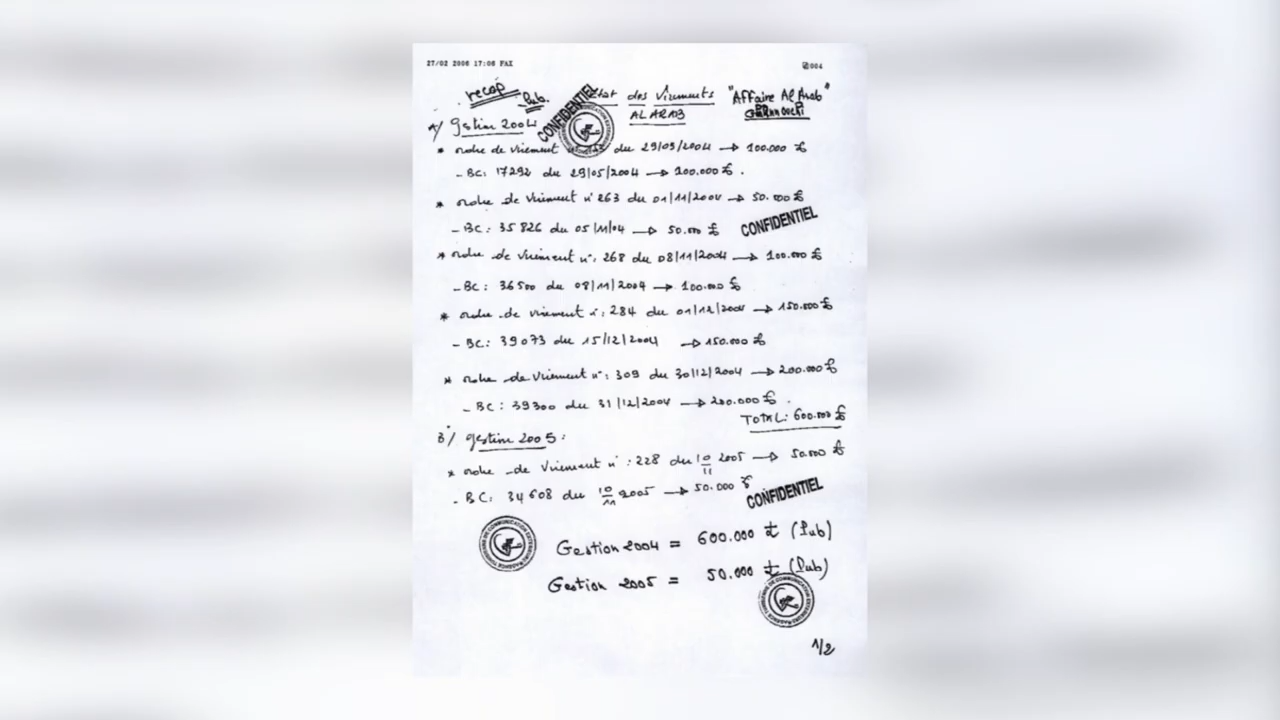 27/02 2006 17:06 FAX
004
recap
Pub.
CONFIDENTIEL
Etat des Virements "Affaire Al Arab"
AL ARAB
A/ gestion 2004
* ordre de virement du 29/09/2004 → 100.000 £
- BC: 17292 du 29/05/2004 → 100.000 £.
* ordre de virement n° 263 du 01/11/2004 → 50.000 £
- BC: 35826 du 05/11/04 → 50.000 £
CONFIDENTIEL
* ordre de virement n°: 268 du 08/11/2004 → 100.000 £
- BC: 36500 du 08/11/2004 → 100.000 £
* ordre de virement n°: 284 du 01/12/2004 → 150.000 £
- BC: 39073 du 15/12/2004 → 150.000 £
* ordre de virement n°: 309 du 30/12/2004 → 200.000 £
- BC: 39300 du 31/12/2004 → 200.000 £.
TOTAL: 600.000 £
B/ gestion 2005:
* ordre de virement n°: 228 du 10/11 2005 → 50.000 £
- BC: 34608 du 10/11 2005 → 50.000 £
CONFIDENTIEL
Gestion 2004 = 600.000 £ (Pub)
Gestion 2005 = 50.000 £ (Pub)
1/2